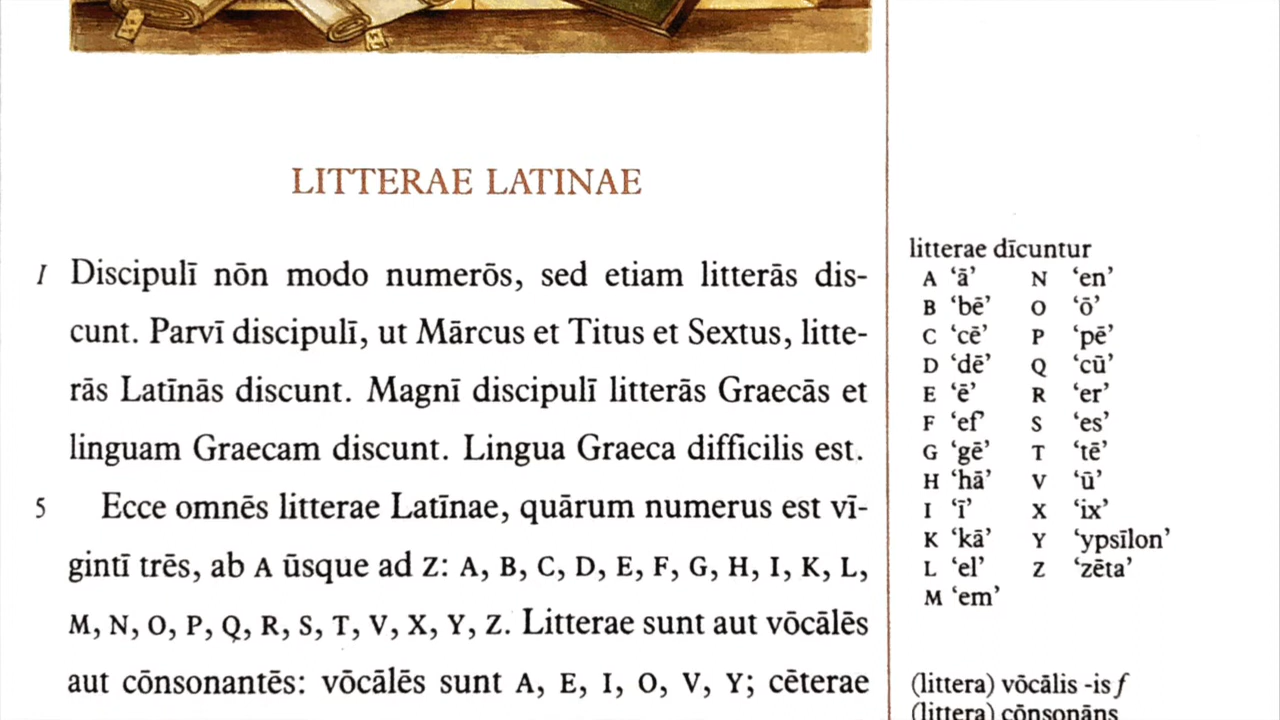 LITTERAE LATINAE
I Discipulī nōn modo numerōs, sed etiam litterās dis-
cunt. Parvī discipulī, ut Mārcus et Titus et Sextus, litte-
rās Latīnās discunt. Magnī discipulī litterās Graecās et
linguam Graecam discunt. Lingua Graeca difficilis est.
5 Ecce omnēs litterae Latīnae, quārum numerus est vī-
gintī trēs, ab A ūsque ad Z: A, B, C, D, E, F, G, H, I, K, L,
M, N, O, P, Q, R, S, T, V, X, Y, Z. Litterae sunt aut vōcālēs
aut cōnsonantēs: vōcālēs sunt A, E, I, O, V, Y; cēterae
litterae dīcuntur
A ‘ā’ N ‘en’
B ‘bē’ O ‘ō’
C ‘cē’ P ‘pē’
D ‘dē’ Q ‘cū’
E ‘ē’ R ‘er’
F ‘ef’ S ‘es’
G ‘gē’ T ‘tē’
H ‘hā’ V ‘ū’
I ‘ī’ X ‘ix’
K ‘kā’ Y ‘ypsīlon’
L ‘el’ Z ‘zēta’
M ‘em’
(littera) vōcālis -is f
(littera) cōnsonāns